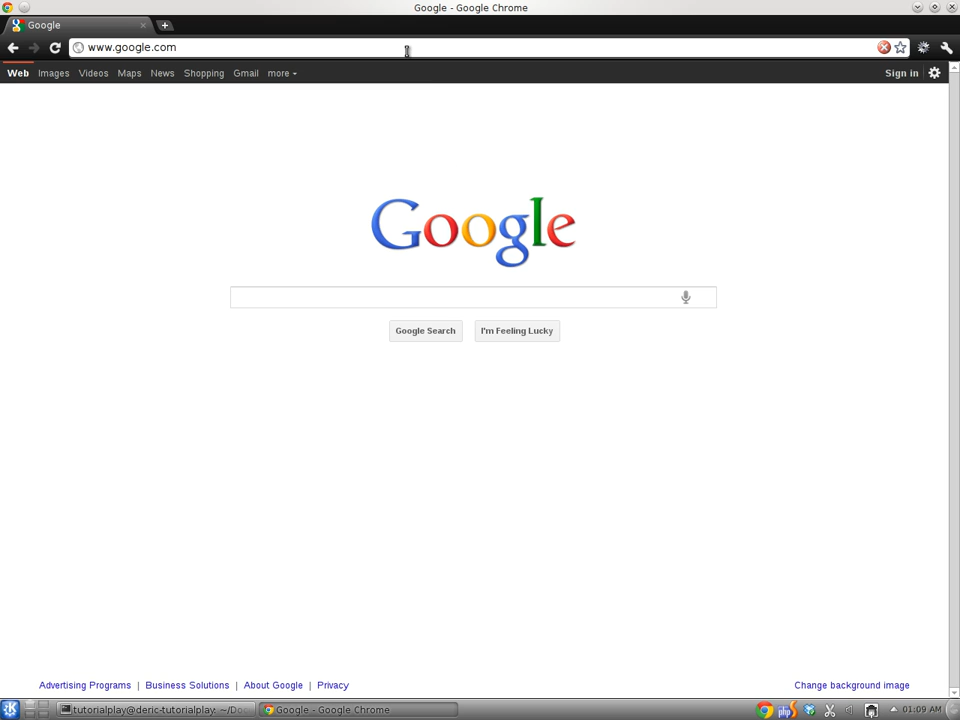 Google - Google Chrome
Google
www.google.com
Web Images Videos Maps News Shopping Gmail more Sign in
Google
Google Search I'm Feeling Lucky
Advertising Programs | Business Solutions | About Google | Privacy Change background image
tutorialplay@deric-tutorialplay: ~/Doc Google - Google Chrome php 01:09 AM